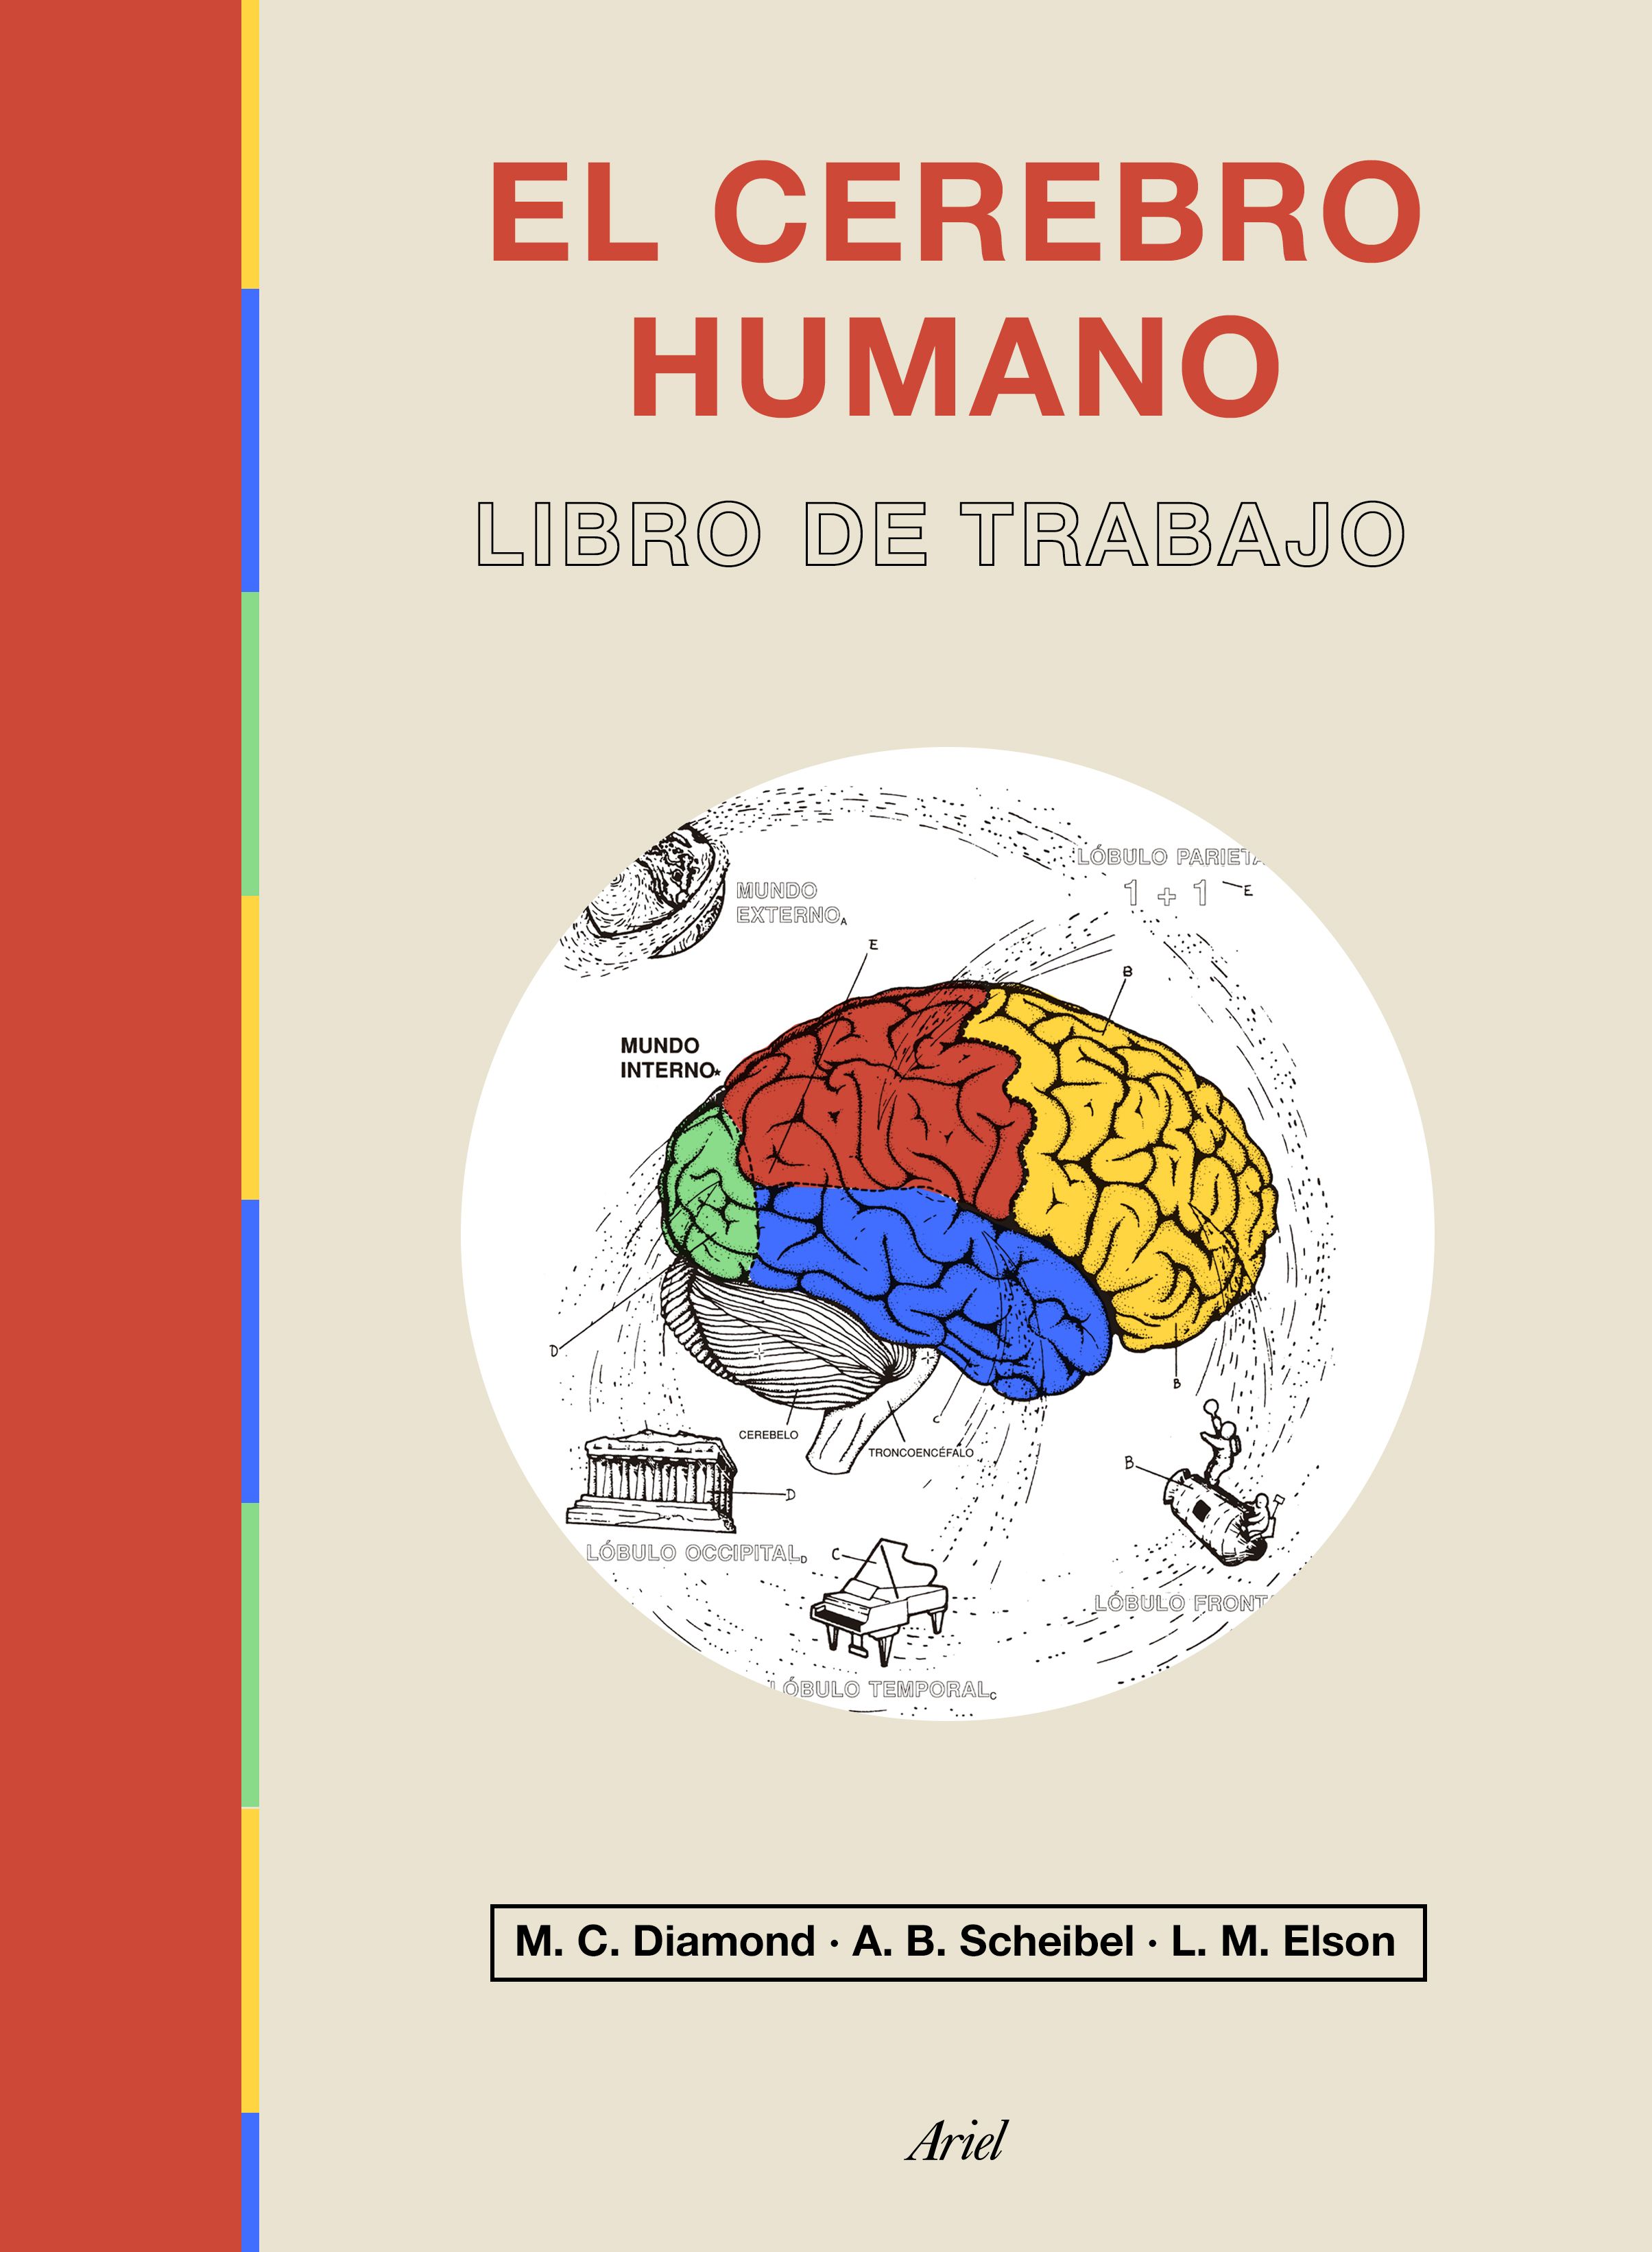 EL CEREBRO
HUMANO
LIBRO DE TRABAJO
LÓBULO PARIETA
1 + 1 E
MUNDO
EXTERNO A
E
B
MUNDO
INTERNO★
D
B
C
CEREBELO
TRONCOENCÉFALO
B
D
LÓBULO OCCIPITAL D
C
LÓBULO FRONT
LÓBULO TEMPORAL C
M. C. Diamond · A. B. Scheibel · L. M. Elson
Ariel